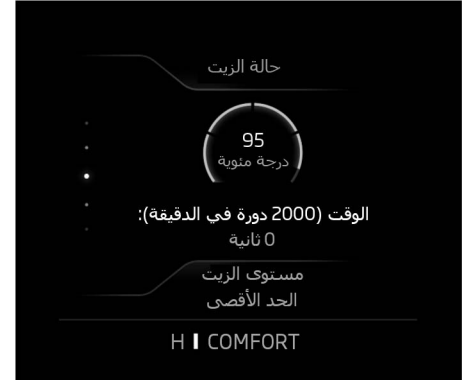 حالة الزيت
95
درجة مئوية
الوقت (2000 دورة في الدقيقة):
0 ثانية
مستوى الزيت
الحد الأقصى
H COMFORT